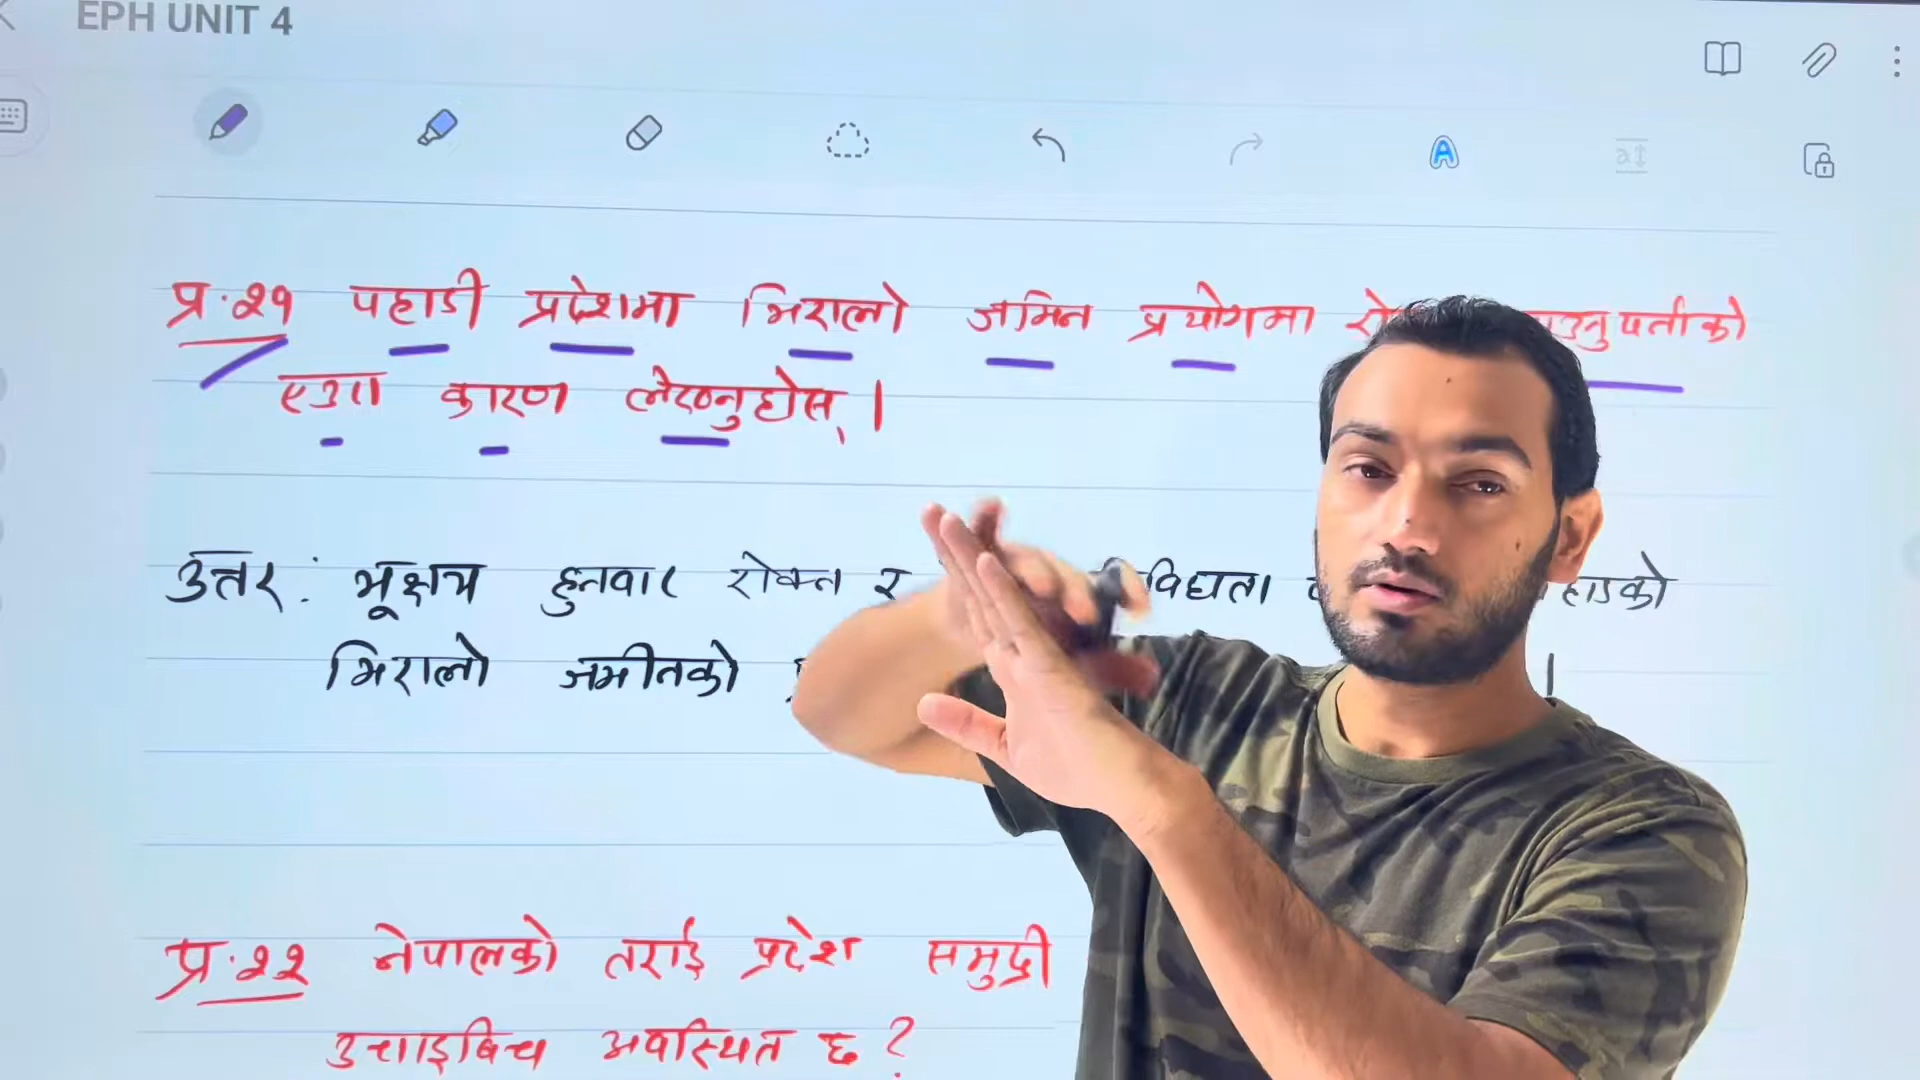 EPH UNIT 4
प्र.२१ पहाडी प्रदेशमा भिरालो जमिन प्रयोगमा
एउटा कारण लेख्नुहोस् ।
उत्तर: भूक्षय हुनबाट रोक्न र
भिरालो जमीनको
प्र.२२ नेपालको तराई प्रदेश समुद्री
उचाइबिच अवस्थित छ ?